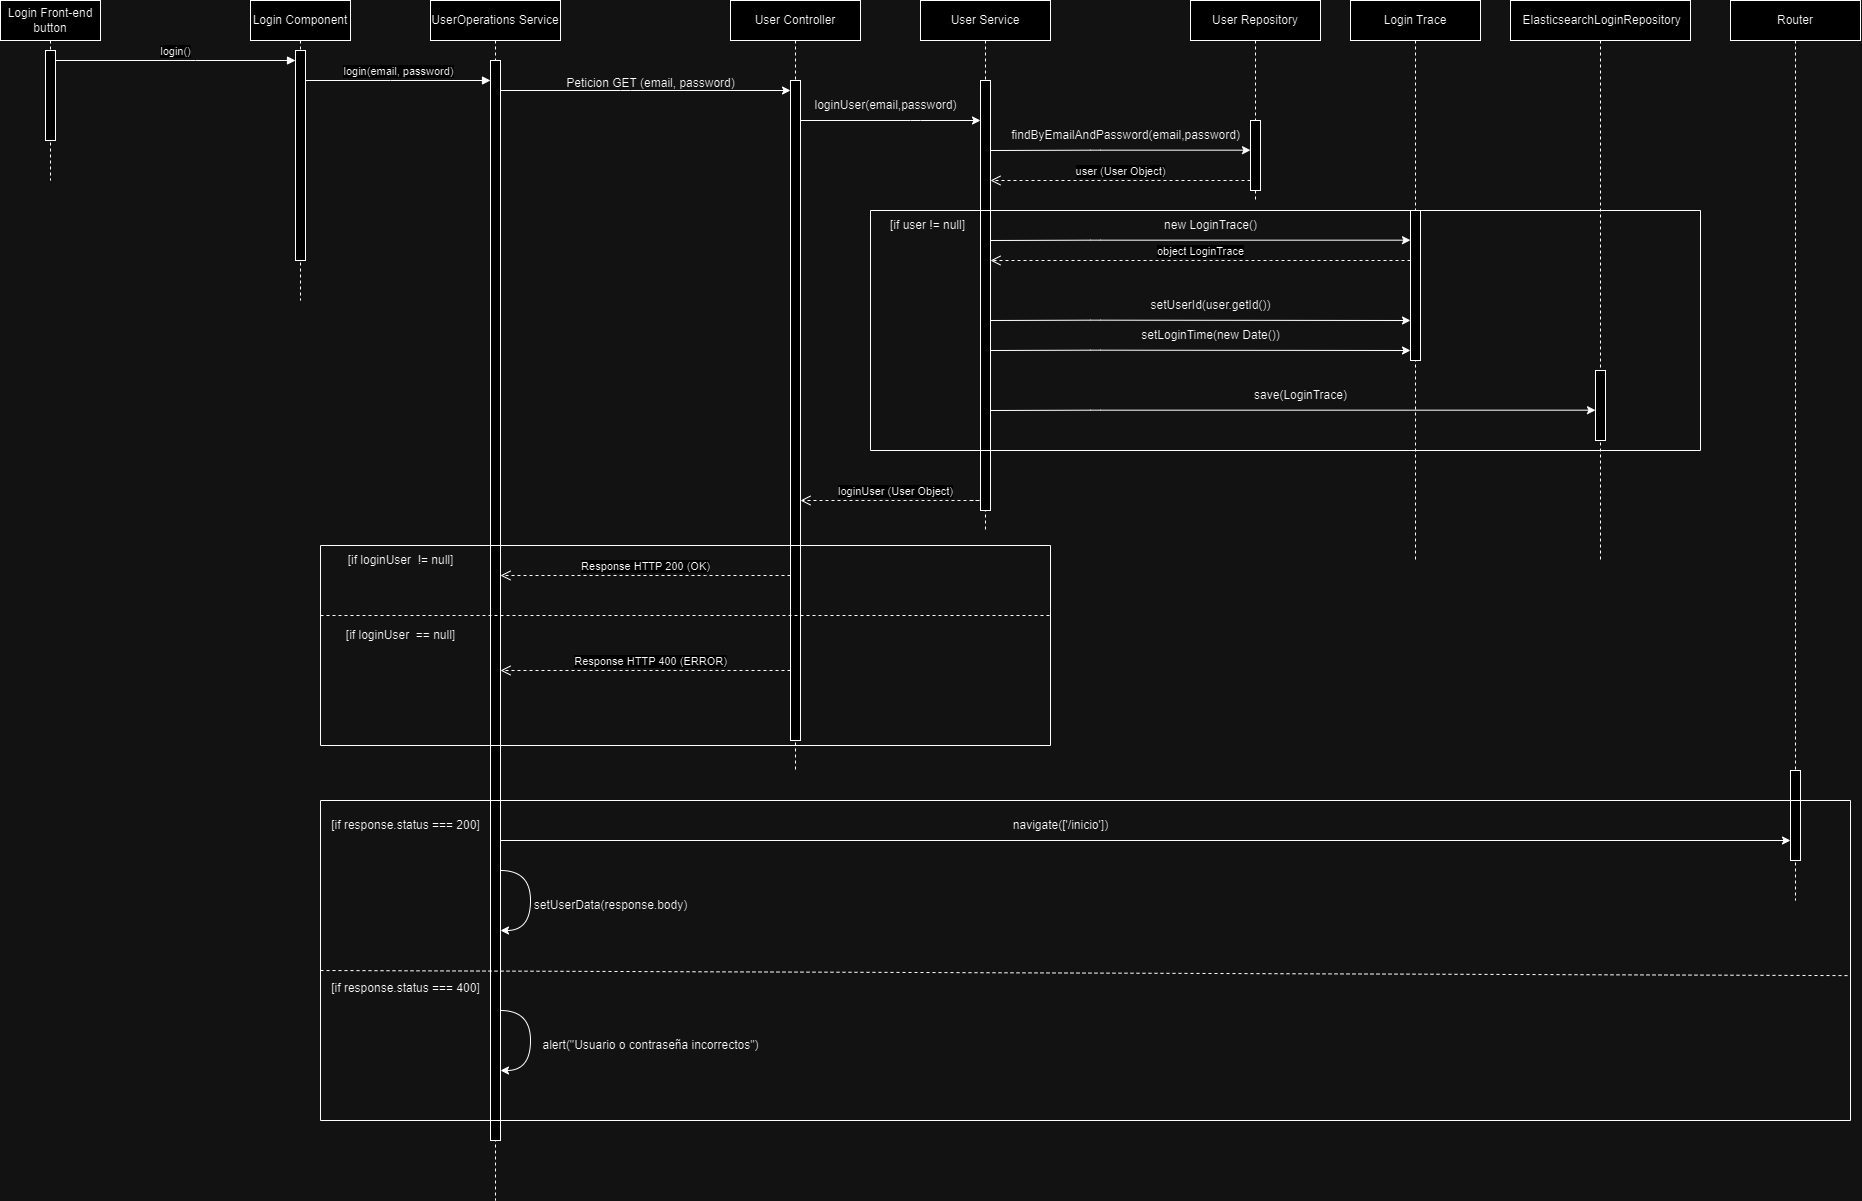 Login Front-end
button
Login Component
UserOperations Service
User Controller
User Service
User Repository
Login Trace
ElasticsearchLoginRepository
Router
login()
login(email, password)
Peticion GET (email, password)
loginUser(email,password)
findByEmailAndPassword(email,password)
user (User Object)
[if user != null]
new LoginTrace()
object LoginTrace
setUserId(user.getId())
setLoginTime(new Date())
save(LoginTrace)
loginUser (User Object)
[if loginUser  != null]
Response HTTP 200 (OK)
[if loginUser  == null]
Response HTTP 400 (ERROR)
[if response.status === 200]
navigate(['/inicio'])
setUserData(response.body)
[if response.status === 400]
alert("Usuario o contraseña incorrectos")